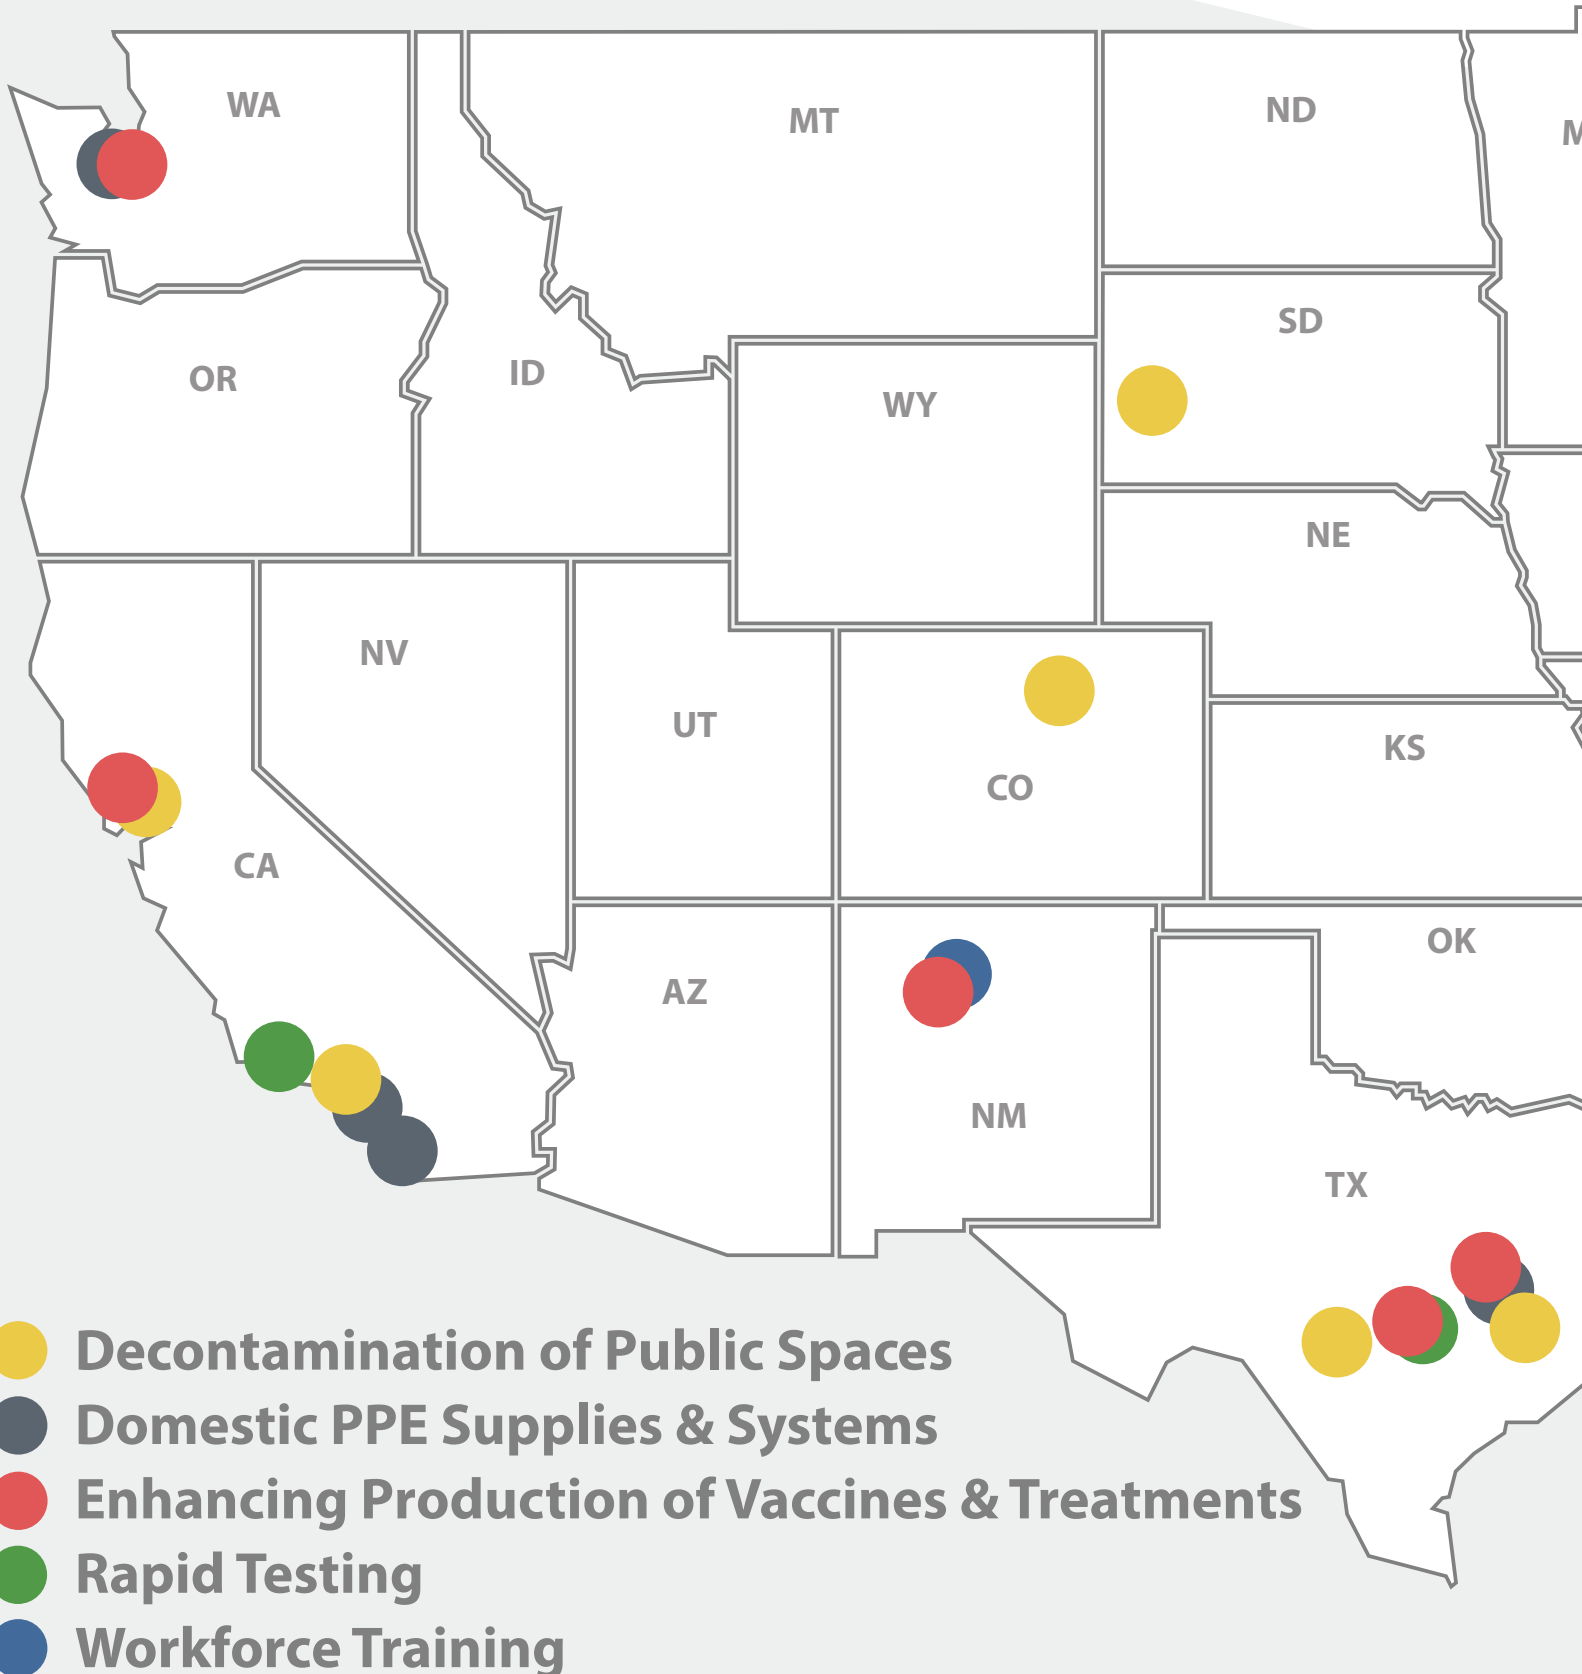 WA
MT
ND
M
SD
OR
ID
WY
NE
NV
UT
KS
CO
CA
OK
AZ
NM
TX
Decontamination of Public Spaces
Domestic PPE Supplies & Systems
Enhancing Production of Vaccines & Treatments
Rapid Testing
Workforce Training